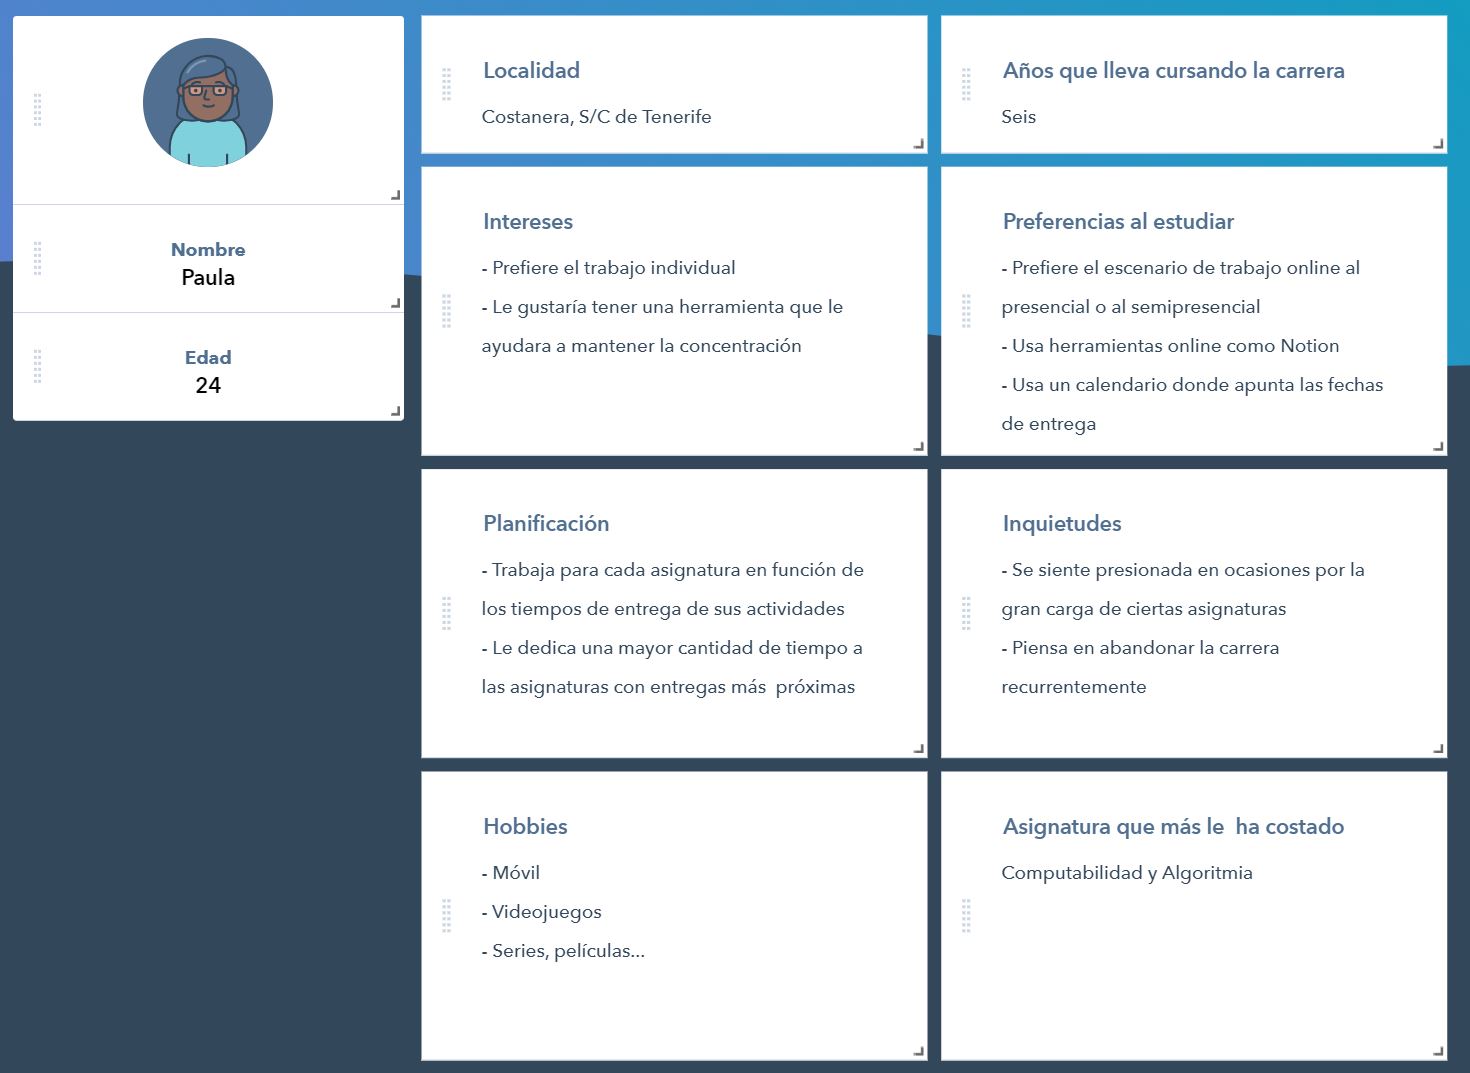 Nombre
Paula
Edad
24
Localidad
Costanera, S/C de Tenerife
Años que lleva cursando la carrera
Seis
Intereses
- Prefiere el trabajo individual
- Le gustaría tener una herramienta que le
ayudara a mantener la concentración
Preferencias al estudiar
- Prefiere el escenario de trabajo online al
presencial o al semipresencial
- Usa herramientas online como Notion
- Usa un calendario donde apunta las fechas
de entrega
Planificación
- Trabaja para cada asignatura en función de
los tiempos de entrega de sus actividades
- Le dedica una mayor cantidad de tiempo a
las asignaturas con entregas más  próximas
Inquietudes
- Se siente presionada en ocasiones por la
gran carga de ciertas asignaturas
- Piensa en abandonar la carrera
recurrentemente
Hobbies
- Móvil
- Videojuegos
- Series, películas...
Asignatura que más le  ha costado
Computabilidad y Algoritmia